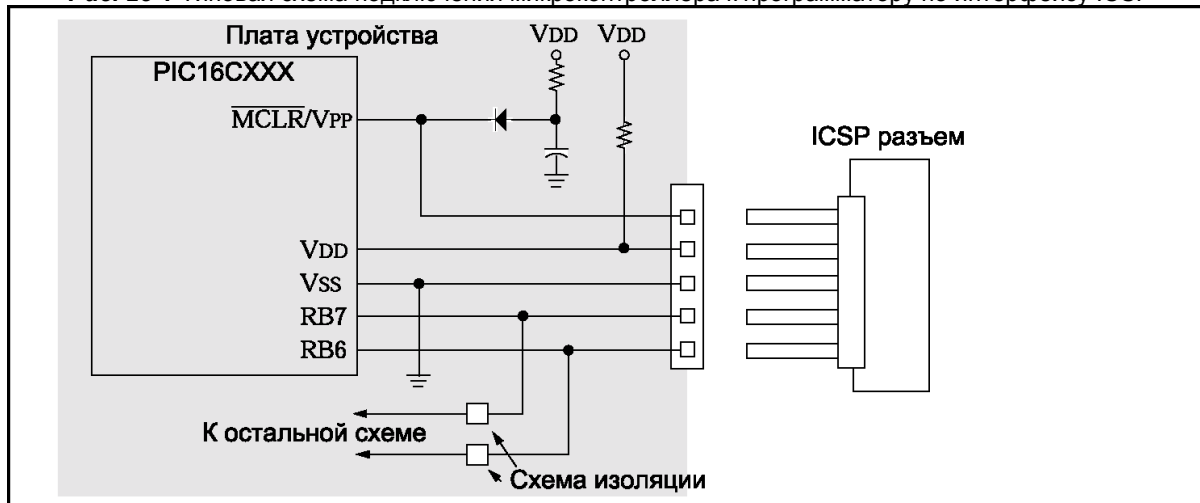 Плата устройства
VDD VDD
PIC16CXXX
MCLR/VPP
ICSP разъем
VDD
VSS
RB7
RB6
К остальной схеме
Схема изоляции